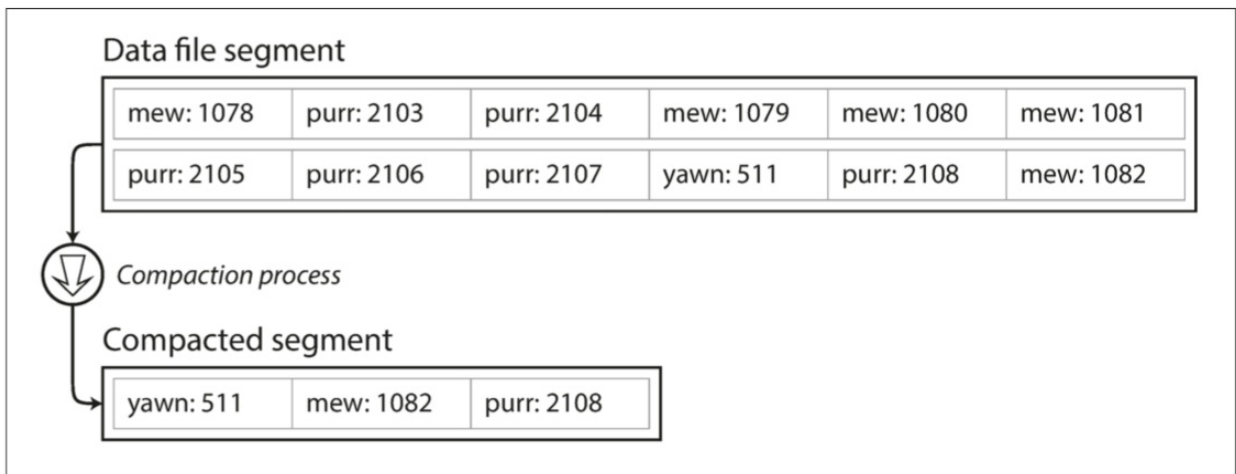 Data file segment
mew: 1078 purr: 2103 purr: 2104 mew: 1079 mew: 1080 mew: 1081
purr: 2105 purr: 2106 purr: 2107 yawn: 511 purr: 2108 mew: 1082
Compaction process
Compacted segment
yawn: 511 mew: 1082 purr: 2108